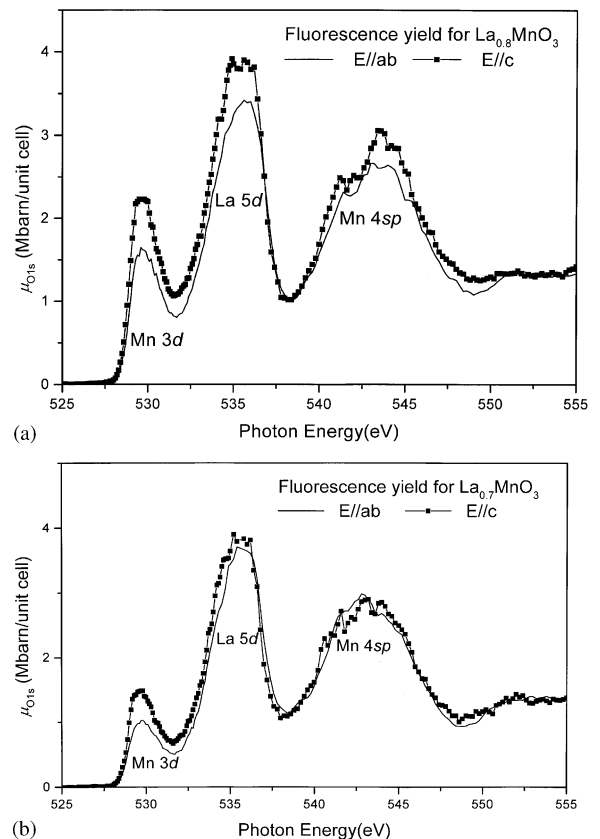 Fluorescence yield for La0.8MnO3
E//ab E//c
4
3
2
1
0
μO1s (Mbarn/unit cell)
La 5d
Mn 4sp
Mn 3d
525 530 535 540 545 550 555
(a) Photon Energy(eV)
Fluorescence yield for La0.7MnO3
E//ab E//c
4
2
0
μO1s (Mbarn/unit cell)
La 5d
Mn 4sp
Mn 3d
525 530 535 540 545 550 555
(b) Photon Energy(eV)